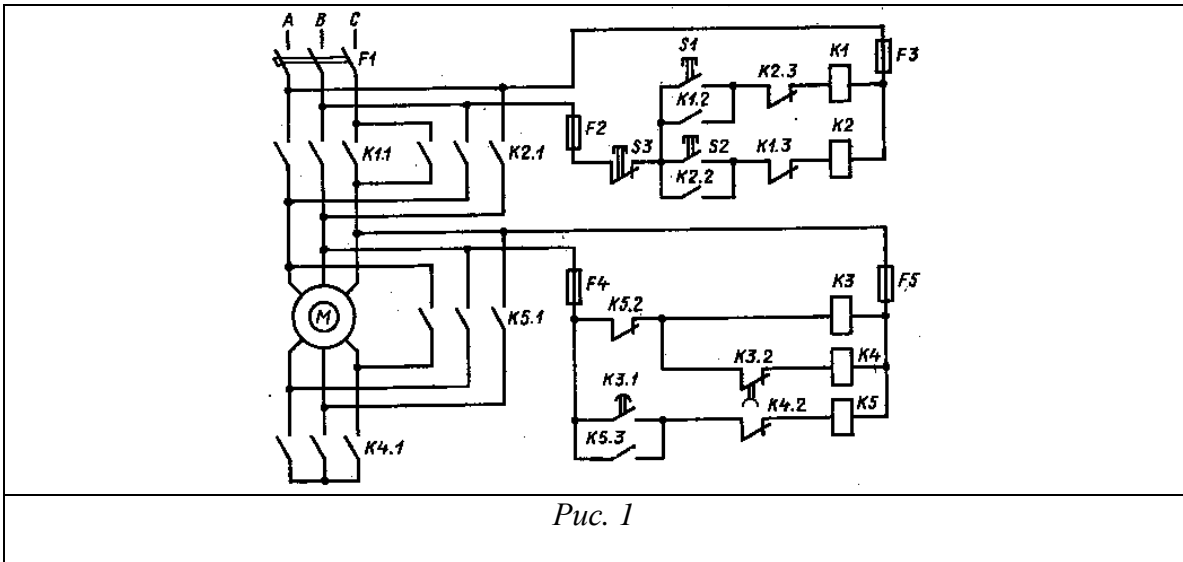 A B C
F1
S1
K1
F3
K2.3
K1.2
F2
K2
K1.1
K2.1
S3
S2
K1.3
K2.2
F4
K3
F5
K5.2
M
K5.1
K3.2
K4
K3.1
K4.2
K5
K5.3
K4.1
Рис. 1